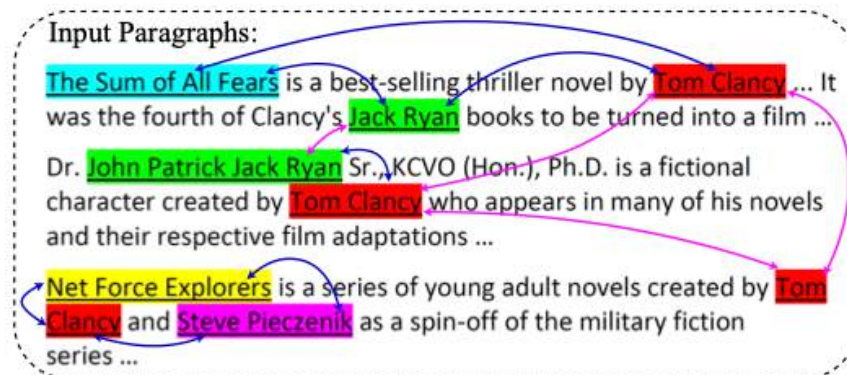 Input Paragraphs:
The Sum of All Fears is a best-selling thriller novel by Tom Clancy ... It
was the fourth of Clancy's Jack Ryan books to be turned into a film ...
Dr. John Patrick Jack Ryan Sr., KCVO (Hon.), Ph.D. is a fictional
character created by Tom Clancy who appears in many of his novels
and their respective film adaptations ...
Net Force Explorers is a series of young adult novels created by Tom
Clancy and Steve Pieczenik as a spin-off of the military fiction
series ...